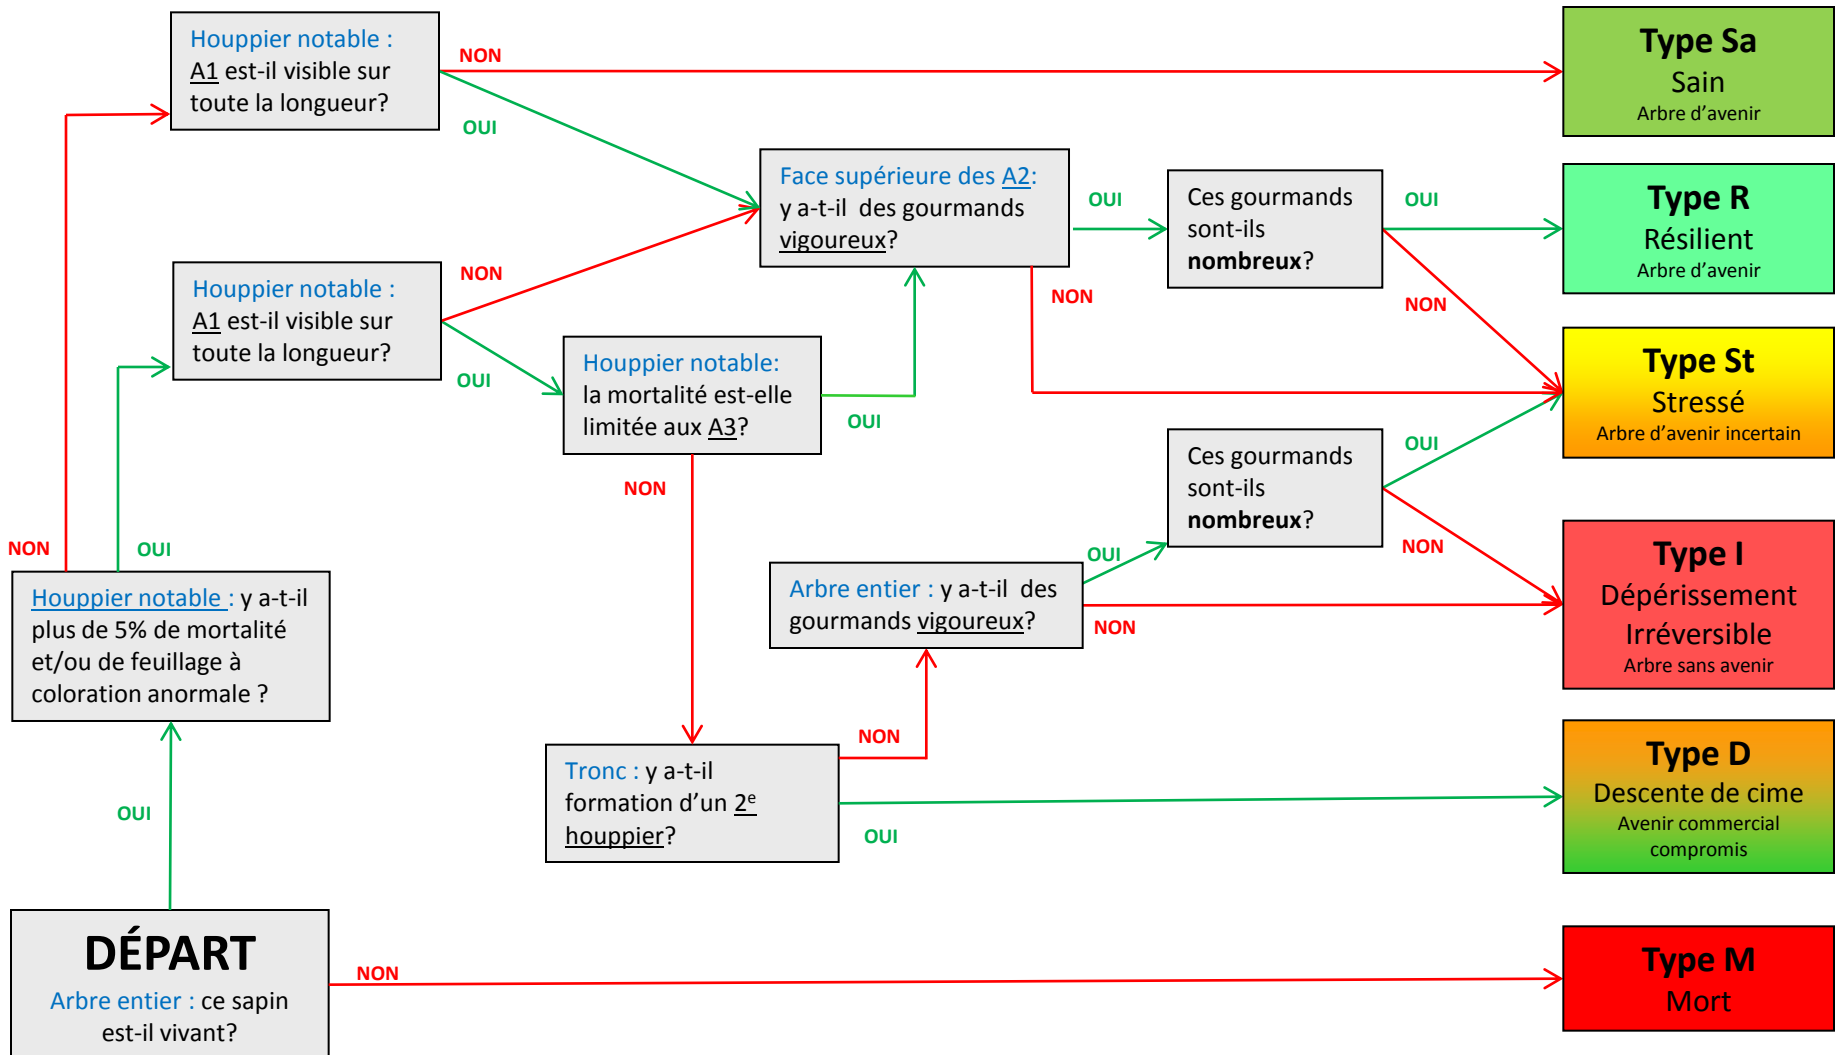 Houppier notable :
A1 est-il visible sur
toute la longueur?
NON
OUI
Type Sa
Sain
Arbre d'avenir
Face supérieure des A2:
y a-t-il  des gourmands
vigoureux?
OUI
NON
Ces gourmands
sont-ils
nombreux?
OUI
NON
Type R
Résilient
Arbre d'avenir
Houppier notable :
A1 est-il visible sur
toute la longueur?
NON
OUI
Houppier notable:
la mortalité est-elle
limitée aux A3?
OUI
NON
Type St
Stressé
Arbre d'avenir incertain
Ces gourmands
sont-ils
nombreux?
OUI
NON
NON
OUI
Houppier notable : y a-t-il
plus de 5% de mortalité
et/ou de feuillage à
coloration anormale ?
Arbre entier : y a-t-il  des
gourmands vigoureux?
OUI
NON
Type I
Dépérissement
Irréversible
Arbre sans avenir
Tronc : y a-t-il
formation d'un 2e
houppier?
NON
OUI
Type D
Descente de cime
Avenir commercial
compromis
OUI
DÉPART
Arbre entier : ce sapin
est-il vivant?
NON
Type M
Mort